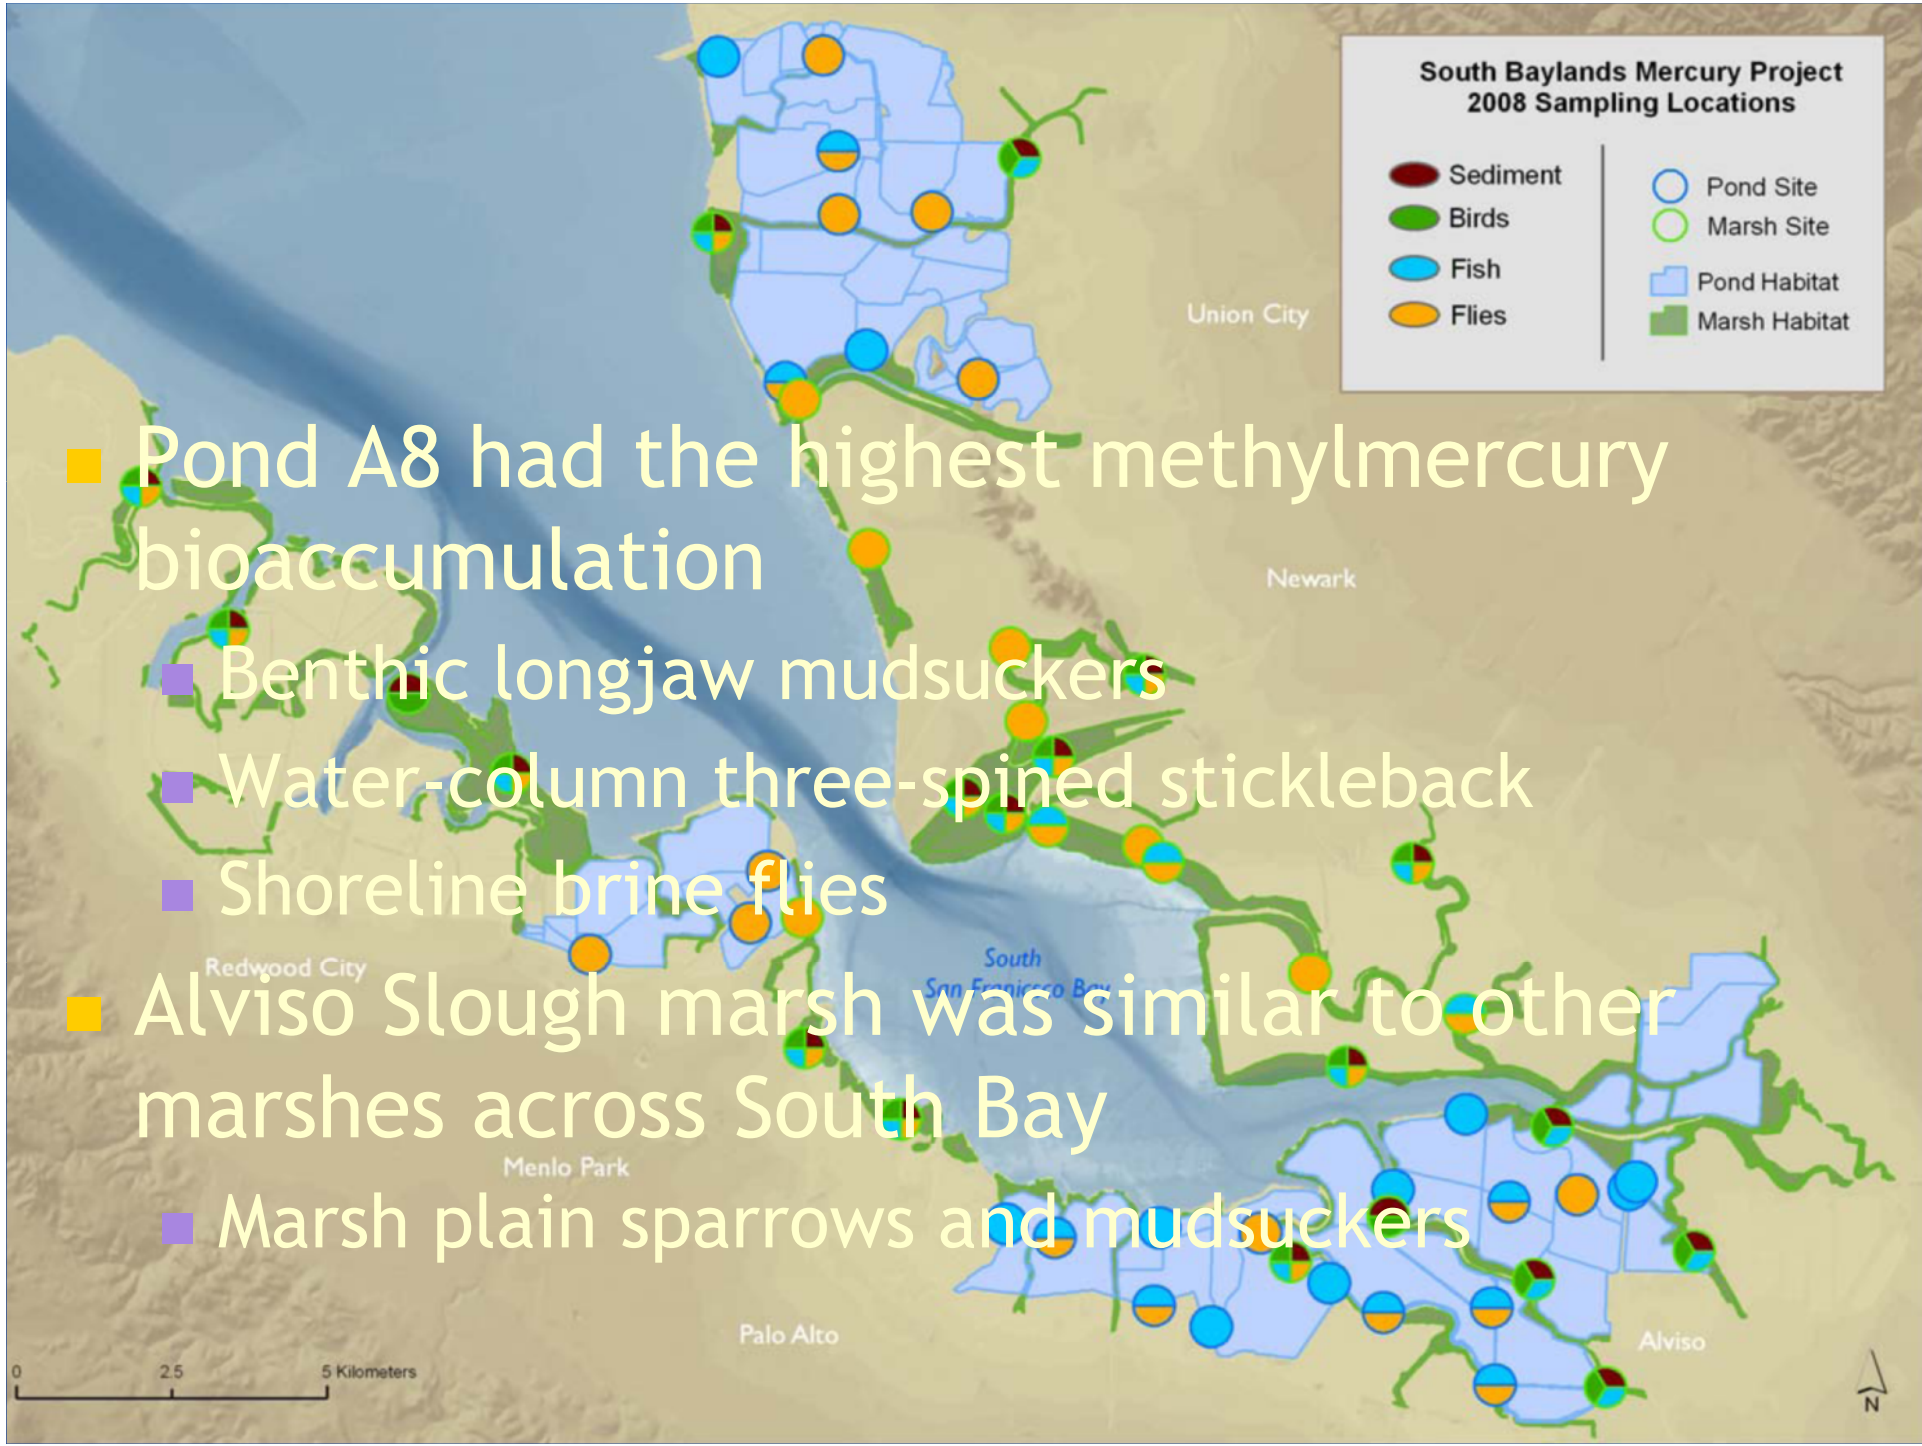 South Baylands Mercury Project
2008 Sampling Locations
Sediment
Birds
Fish
Flies
Pond Site
Marsh Site
Pond Habitat
Marsh Habitat
Union City
Pond A8 had the highest methylmercury
bioaccumulation
Newark
Benthic longjaw mudsuckers
Water-column three-spined stickleback
Shoreline brine flies
Redwood City
South
San Franicsco Bay
Alviso Slough marsh was similar to other
marshes across South Bay
Menlo Park
Marsh plain sparrows and mudsuckers
Palo Alto
Alviso
0 2.5 5 Kilometers
N